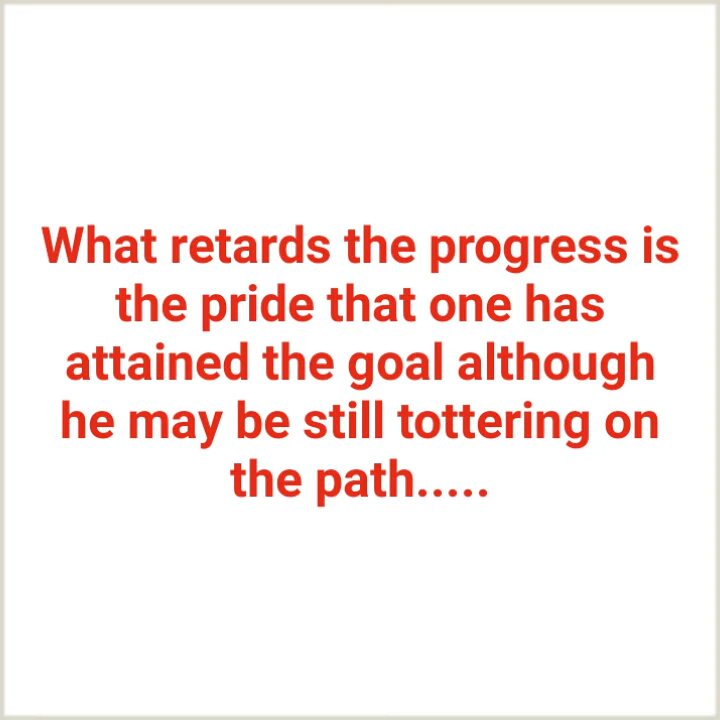 What retards the progress is
the pride that one has
attained the goal although
he may be still tottering on
the path.....